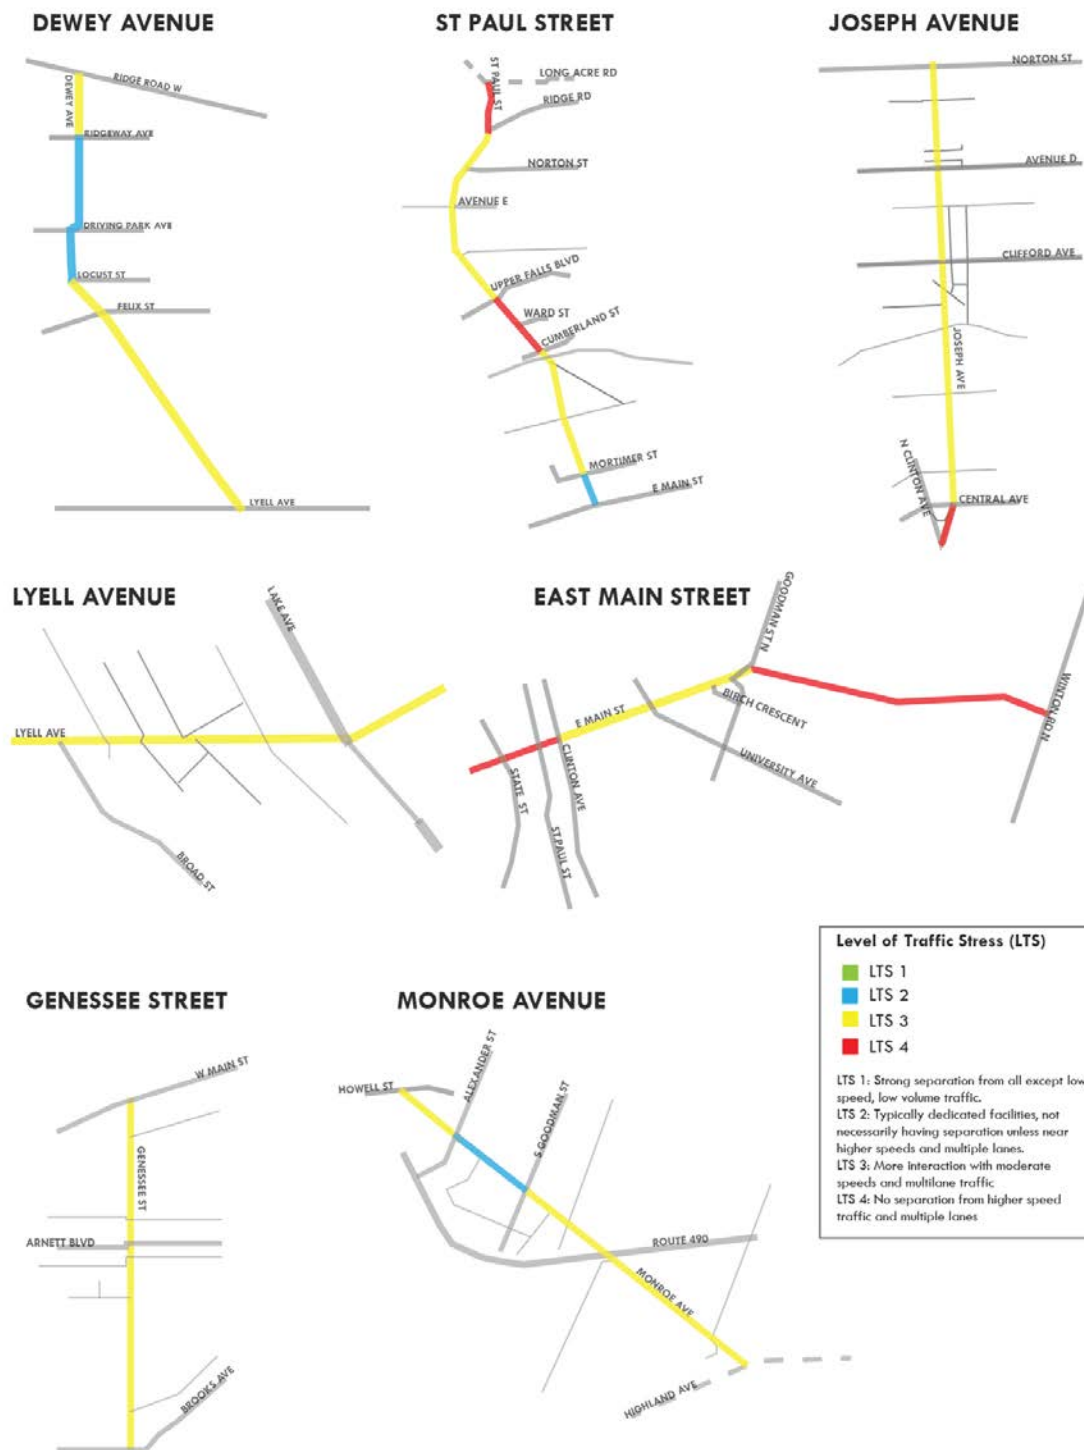 DEWEY AVENUE
RIDGE ROAD W
DEWEY AVE
RIDGEWAY AVE
DRIVING PARK AVE
LOCUST ST
FELIX ST
LYELL AVE
ST PAUL STREET
ST PAUL ST
LONG ACRE RD
RIDGE RD
NORTON ST
AVENUE E
UPPER FALLS BLVD
WARD ST
CUMBERLAND ST
MORTIMER ST
E MAIN ST
JOSEPH AVENUE
NORTON ST
AVENUE D
CLIFFORD AVE
JOSEPH AVE
N CLINTON AVE
CENTRAL AVE
LYELL AVENUE
LAKE AVE
LYELL AVE
BROAD ST
EAST MAIN STREET
GOODMAN ST N
WINTON RD N
BIRCH CRESCENT
E MAIN ST
UNIVERSITY AVE
CLINTON AVE
STATE ST
ST.PAUL ST
GENESSEE STREET
W MAIN ST
GENESSEE ST
ARNETT BLVD
BROOKS AVE
MONROE AVENUE
HOWELL ST
ALEXANDER ST
S GOODMAN ST
ROUTE 490
MONROE AVE
HIGHLAND AVE
Level of Traffic Stress (LTS)
LTS 1
LTS 2
LTS 3
LTS 4
LTS 1: Strong separation from all except low
speed, low volume traffic.
LTS 2: Typically dedicated facilities, not
necessarily having separation unless near
higher speeds and multiple lanes.
LTS 3: More interaction with moderate
speeds and multilane traffic
LTS 4: No separation from higher speed
traffic and multiple lanes